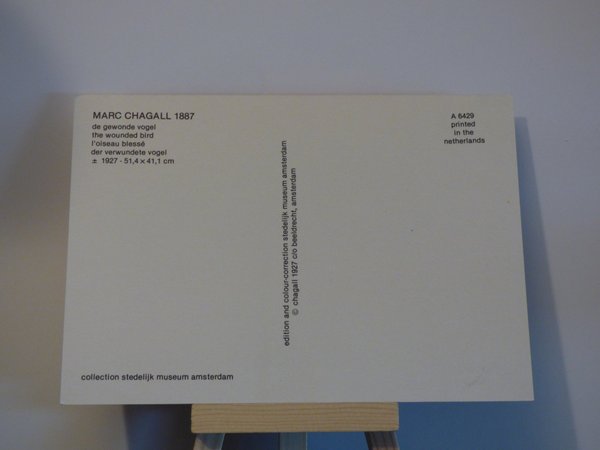 MARC CHAGALL 1887
de gewonde vogel
the wounded bird
l'oiseau blessé
der verwundete vogel
± 1927 - 51,4 × 41,1 cm
A 6429
printed
in the
netherlands
edition and colour-correction stedelijk museum amsterdam
© chagall 1927 c/o beeldrecht, amsterdam
collection stedelijk museum amsterdam